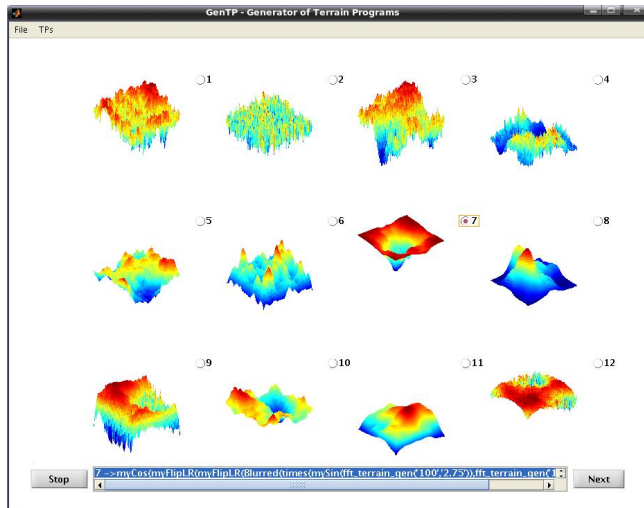 GenTP - Generator of Terrain Programs
File TPs
1 2 3 4
5 6 7 8
9 10 11 12
Stop 7 ->myCos(myFlipLR(myFlipLR(Blurred(times(mySin(fft_terrain_gen('100','2.75')),fft_terrain_gen('1 Next